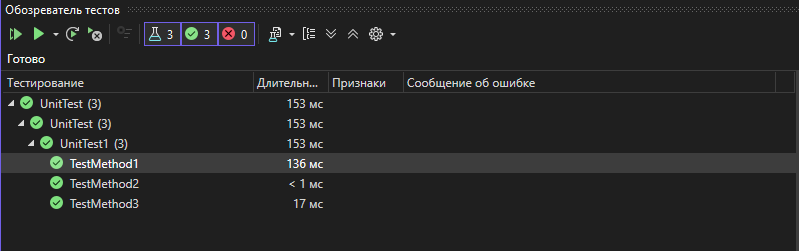 Обозреватель тестов
3 3 0
Готово
Тестирование Длительн... Признаки Сообщение об ошибке
UnitTest (3) 153 мс
UnitTest (3) 153 мс
UnitTest1 (3) 153 мс
TestMethod1 136 мс
TestMethod2 < 1 мс
TestMethod3 17 мс